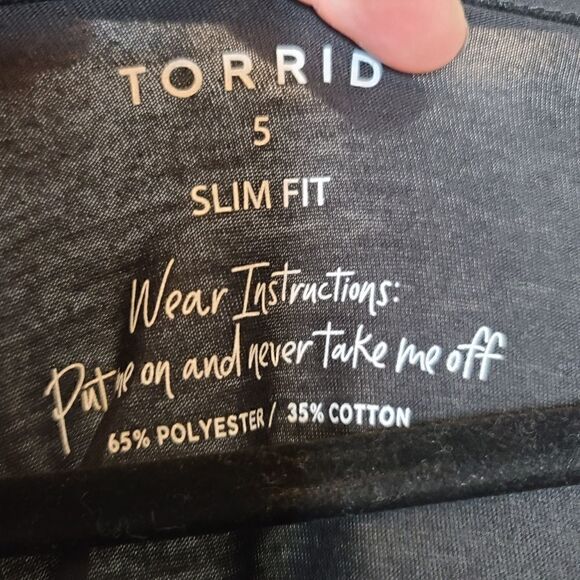 TORRID
5
SLIM FIT
Wear Instructions:
Put me on and never take me off
65% POLYESTER / 35% COTTON